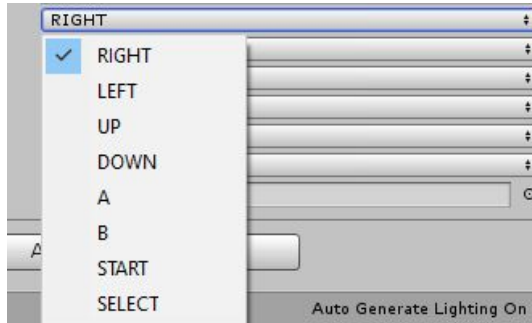 RIGHT
RIGHT
LEFT
UP
DOWN
A
B
A
START
SELECT
Auto Generate Lighting On